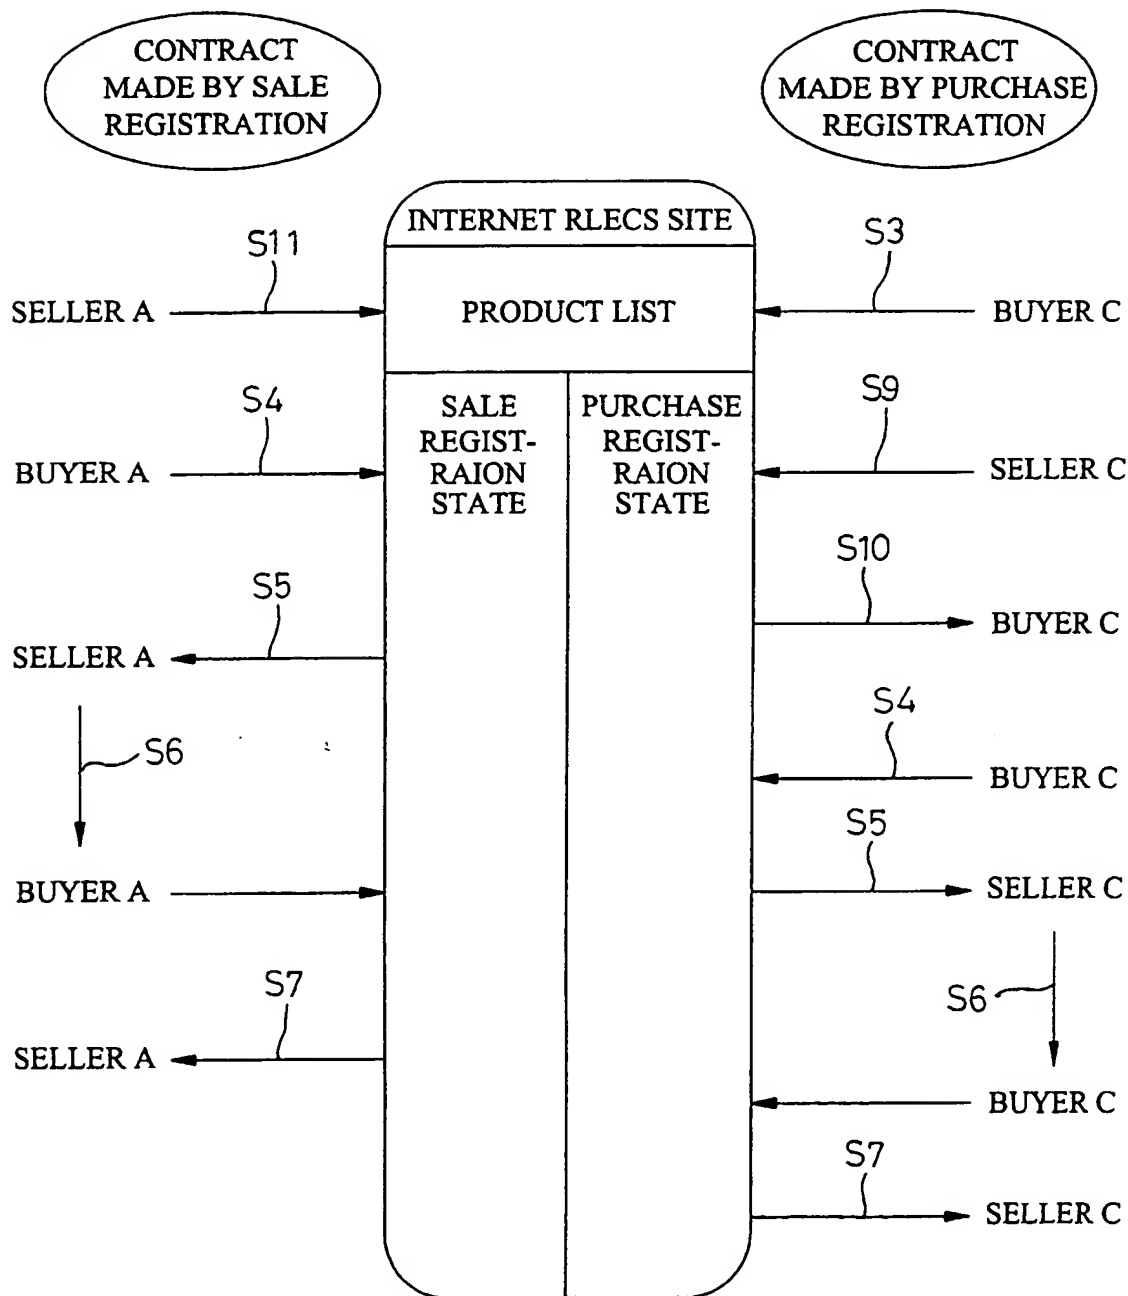 CONTRACT
MADE BY SALE
REGISTRATION
CONTRACT
MADE BY PURCHASE
REGISTRATION
INTERNET RLECS SITE
S11
S3
SELLER A
PRODUCT LIST
BUYER C
S4
SALE
REGIST-
RAION
STATE
PURCHASE
REGIST-
RAION
STATE
S9
BUYER A
SELLER C
S10
BUYER C
S5
SELLER A
S4
S6
BUYER C
S5
BUYER A
SELLER C
S7
S6
SELLER A
BUYER C
S7
SELLER C